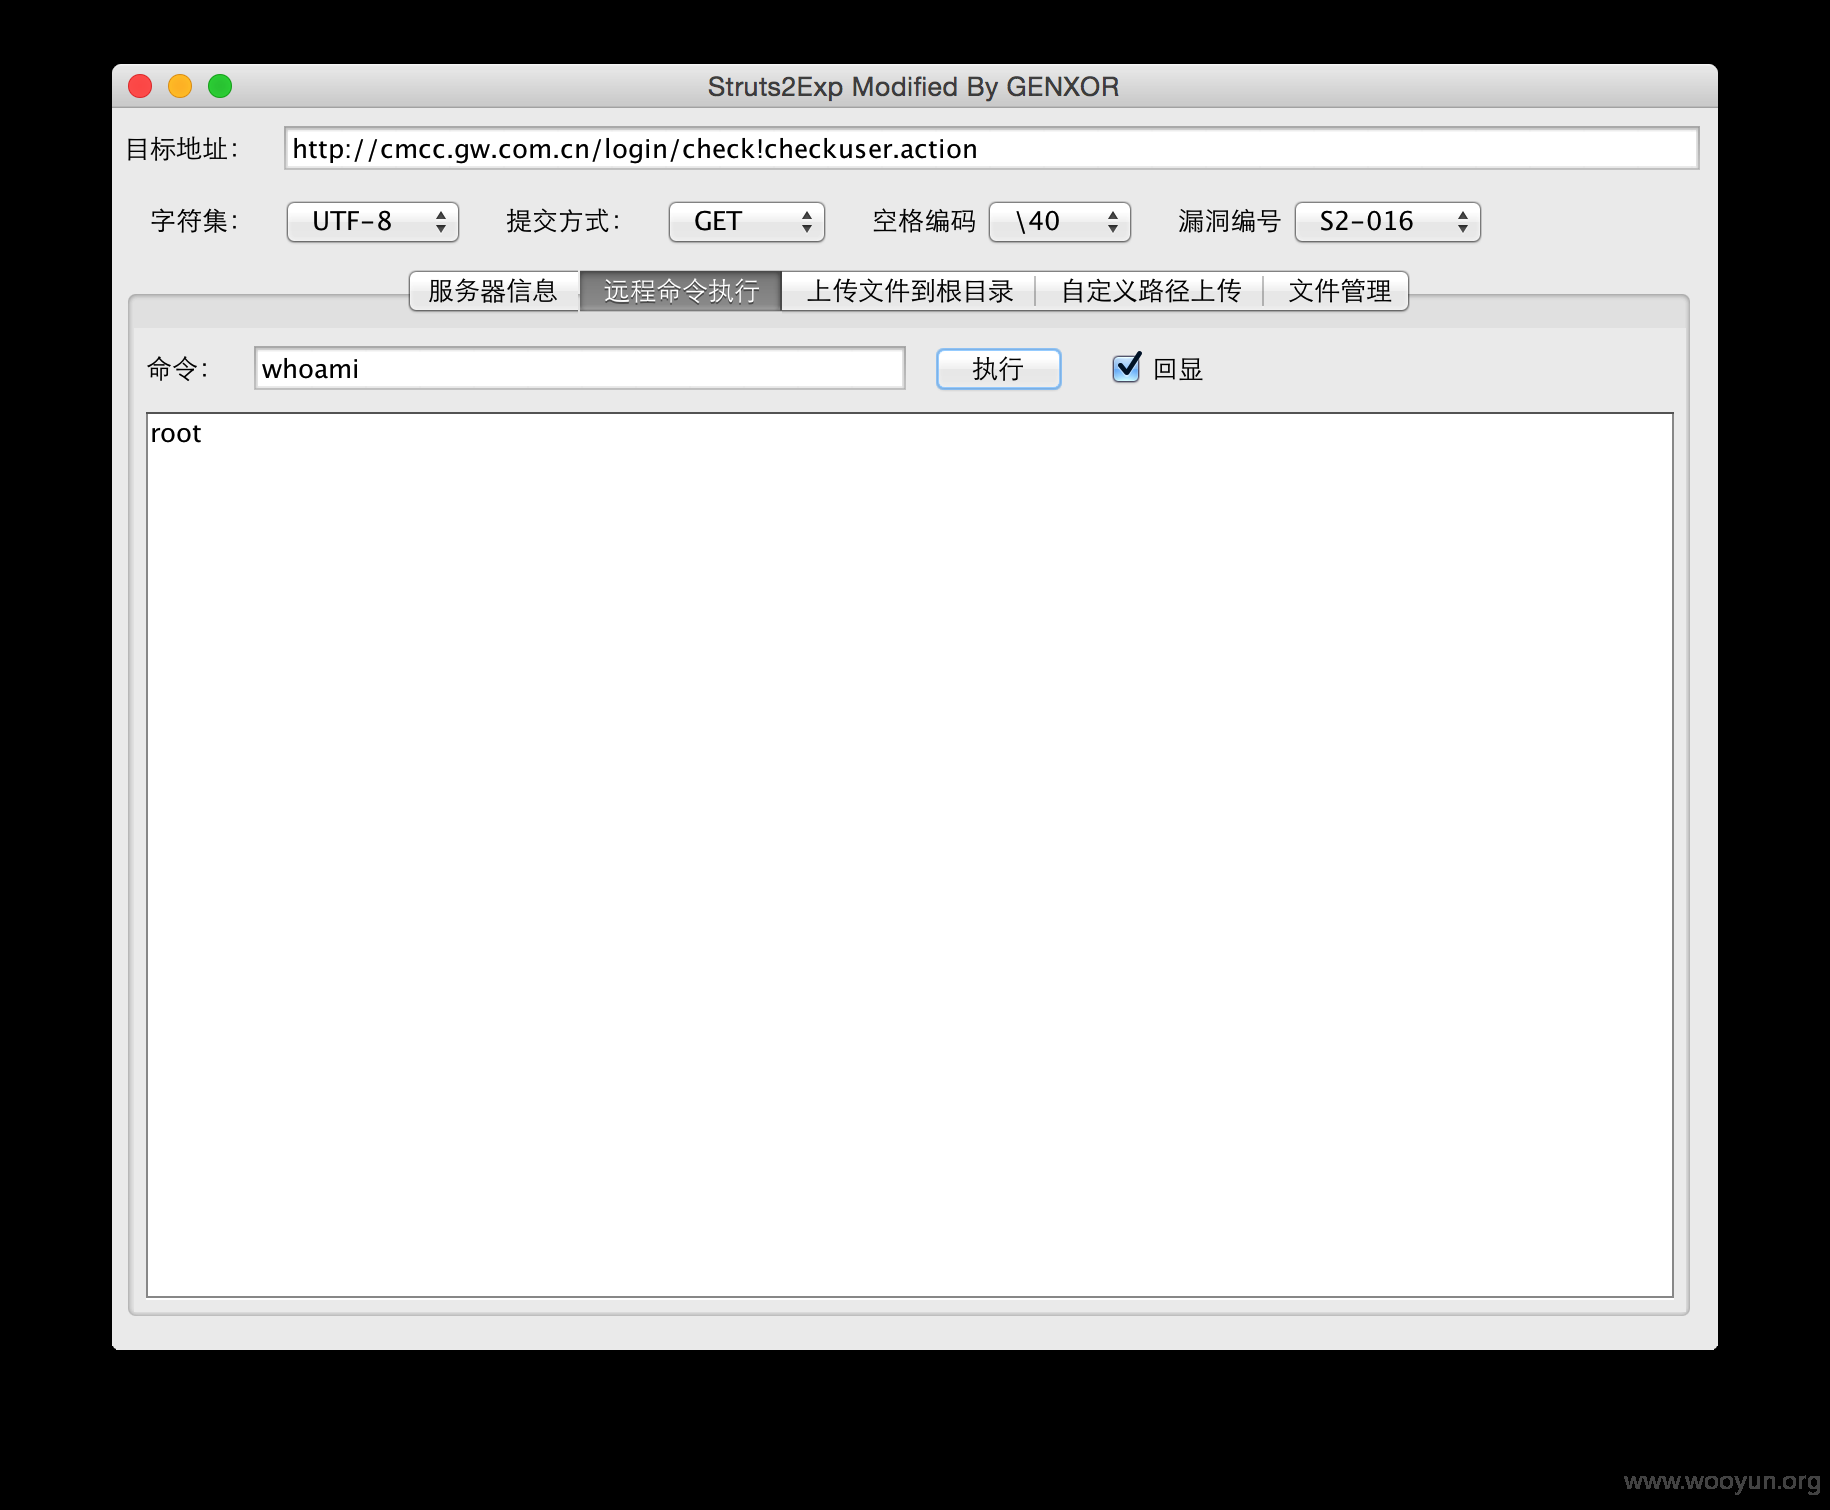 Struts2Exp Modified By GENXOR
目标地址： http://cmcc.gw.com.cn/login/check!checkuser.action
字符集： UTF-8 提交方式： GET 空格编码 \40 漏洞编号 S2-016
服务器信息 远程命令执行 上传文件到根目录 自定义路径上传 文件管理
命令： whoami 执行 回显
root
www.wooyun.org